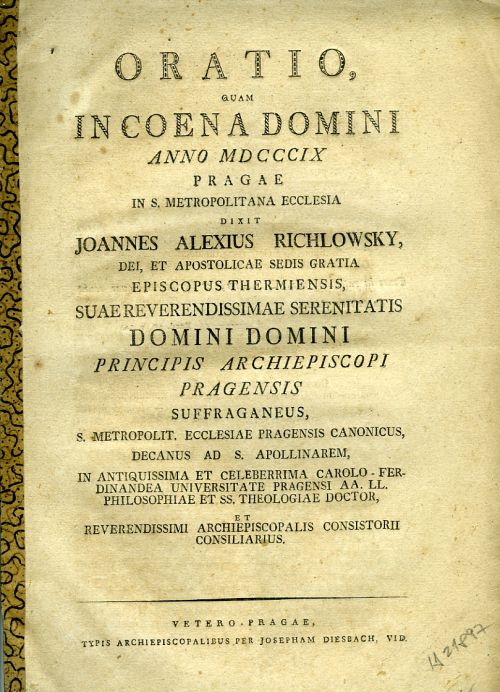 ORATIO,
QUAM
IN COENA DOMINI
ANNO MDCCCIX
PRAGAE
IN S. METROPOLITANA ECCLESIA
DIXIT
JOANNES ALEXIUS RICHLOWSKY,
DEI, ET APOSTOLICAE SEDIS GRATIA
EPISCOPUS THERMIENSIS,
SUAE REVERENDISSIMAE SERENITATIS
DOMINI DOMINI
PRINCIPIS ARCHIEPISCOPI
PRAGENSIS
SUFFRAGANEUS,
S. METROPOLIT. ECCLESIAE PRAGENSIS CANONICUS,
DECANUS AD S. APOLLINAREM,
IN ANTIQUISSIMA ET CELEBERRIMA CAROLO-FER-
DINANDEA UNIVERSITATE PRAGENSI AA. LL.
PHILOSOPHIAE ET SS. THEOLOGIAE DOCTOR,
ET
REVERENDISSIMI ARCHIEPISCOPALIS CONSISTORII
CONSILIARIUS.
VETERO-PRAGAE,
TYPIS ARCHIEPISCOPALIBUS PER JOSEPHAM DIESBACH, VID.